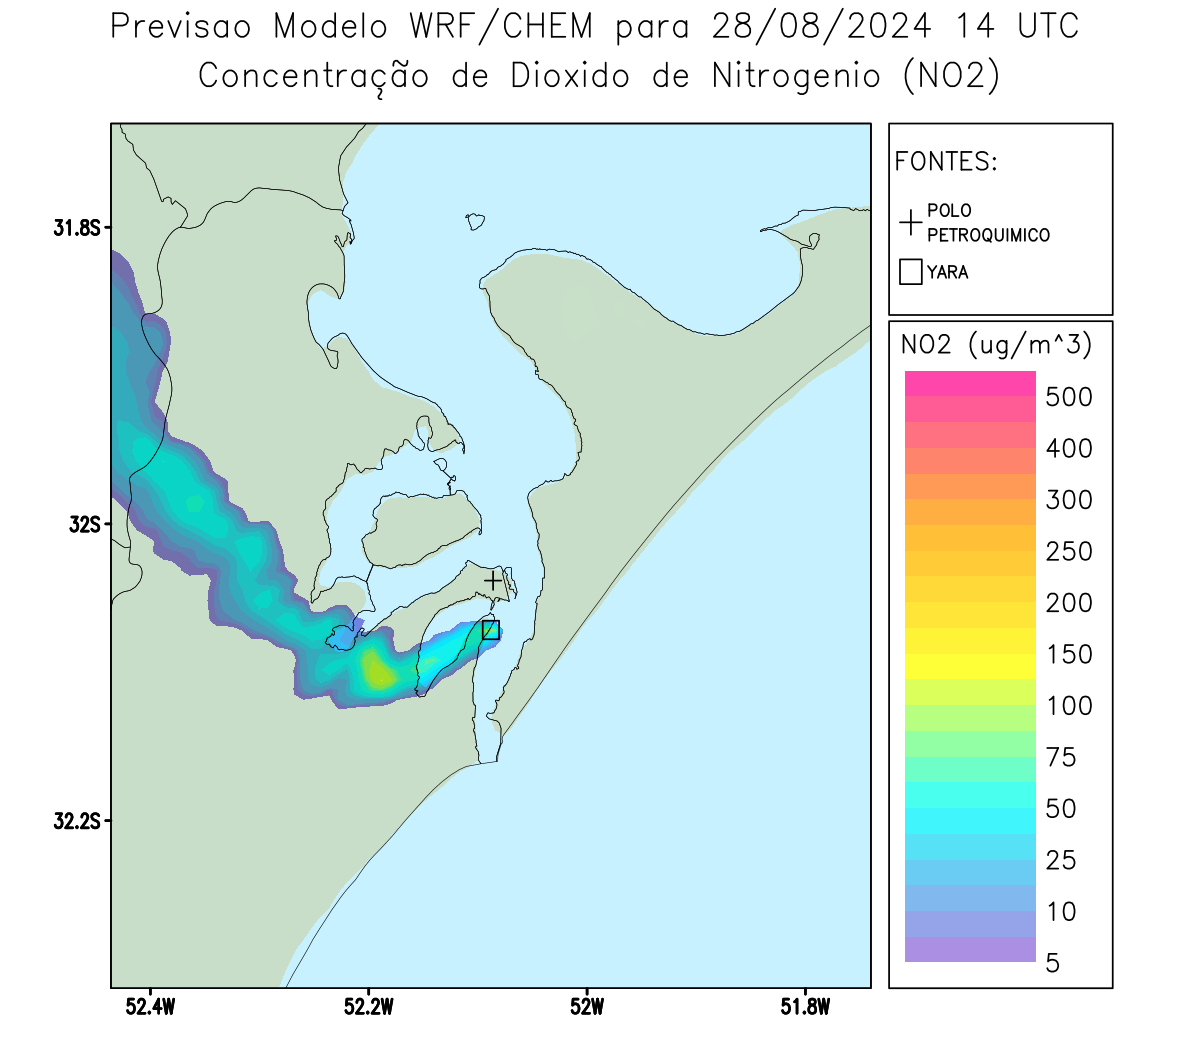 Previsao Modelo WRF/CHEM para 28/08/2024 14 UTC
Concentração de Dioxido de Nitrogenio (NO2)
FONTES:
POLO
PETROQUIMICO
YARA
NO2 (ug/m^3)
500
400
300
250
200
150
100
75
50
25
10
5
31.8S
32S
32.2S
52.4W
52.2W
52W
51.8W